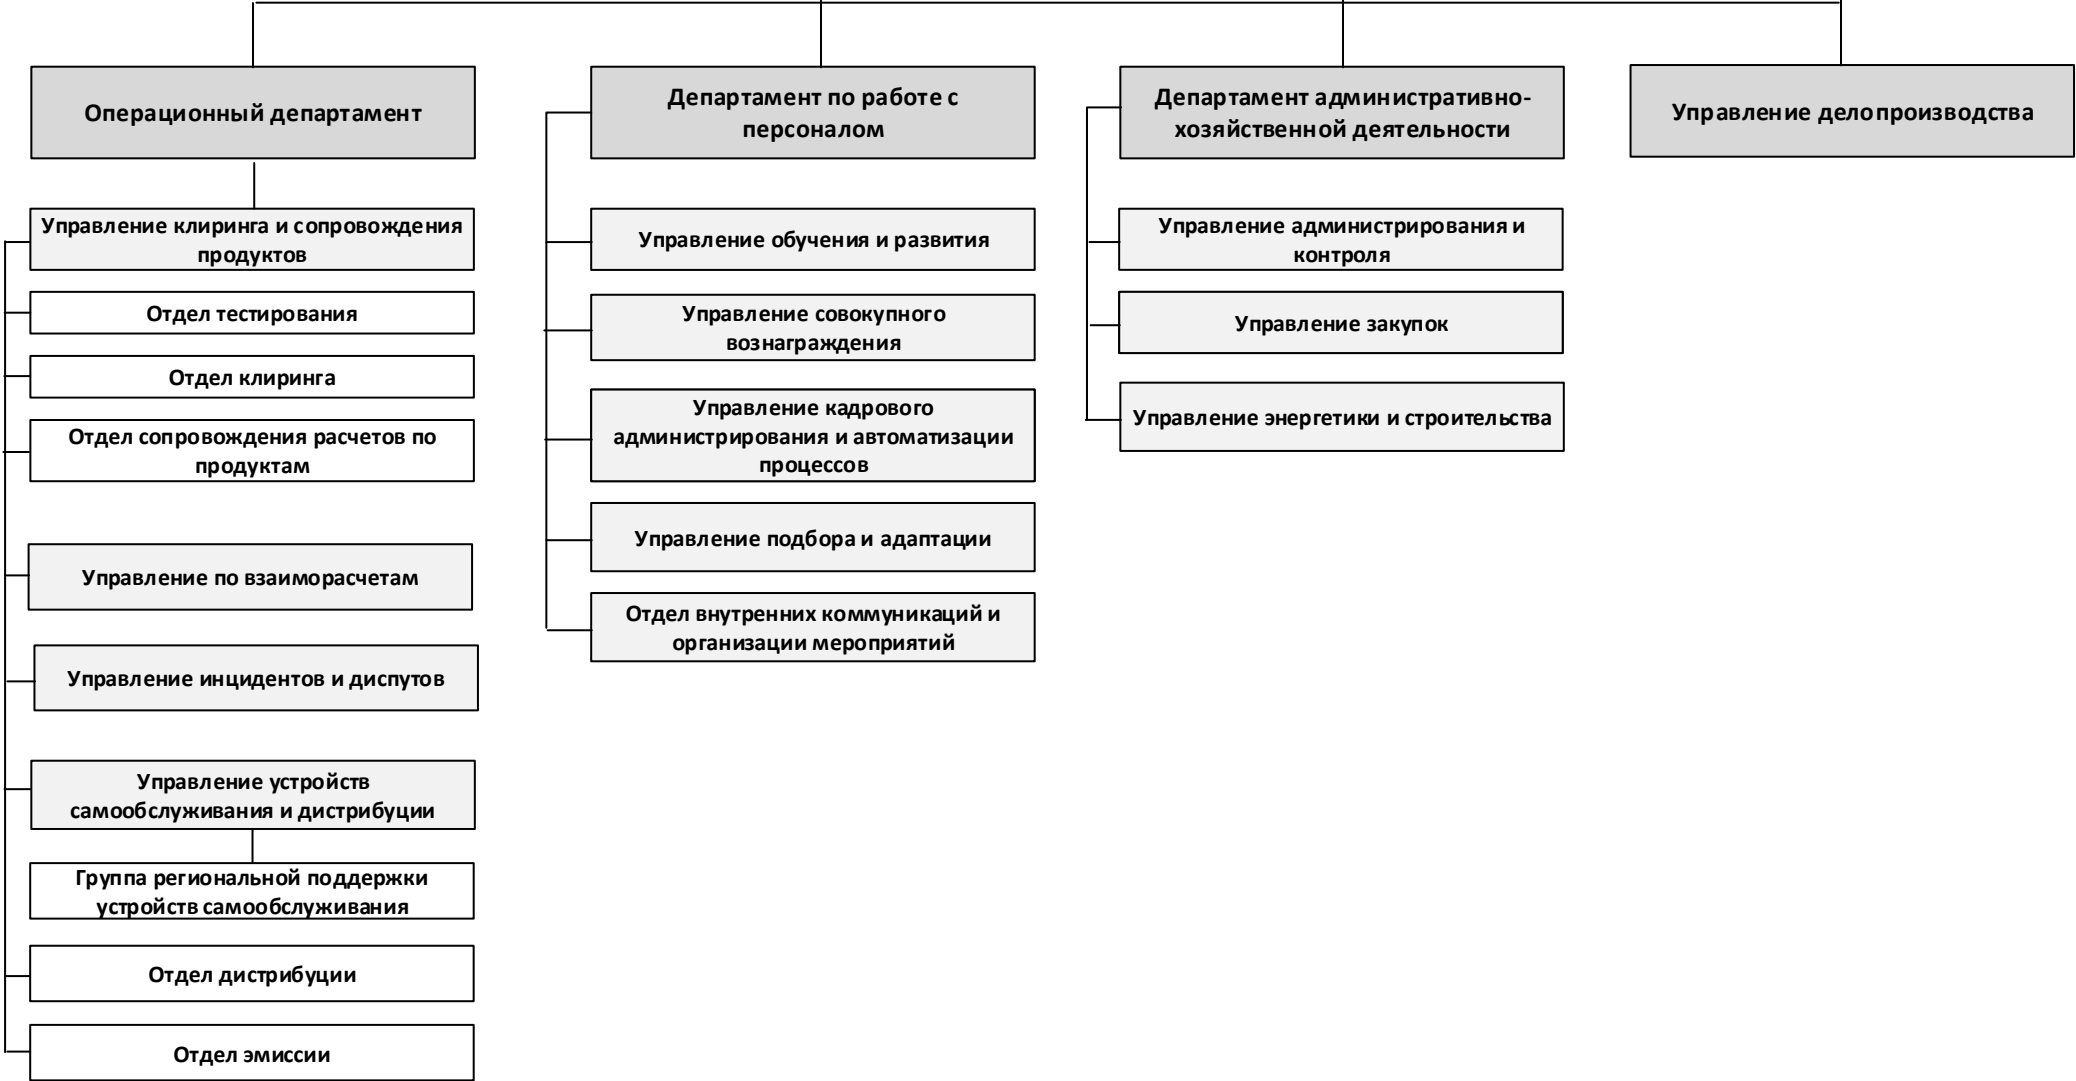 Операционный департамент
Управление клиринга и сопровождения
продуктов
Отдел тестирования
Отдел клиринга
Отдел сопровождения расчетов по
продуктам
Управление по взаиморасчетам
Управление инцидентов и диспутов
Управление устройств
самообслуживания и дистрибуции
Группа региональной поддержки
устройств самообслуживания
Отдел дистрибуции
Отдел эмиссии
Департамент по работе с
персоналом
Управление обучения и развития
Управление совокупного
вознаграждения
Управление кадрового
администрирования и автоматизации
процессов
Управление подбора и адаптации
Отдел внутренних коммуникаций и
организации мероприятий
Департамент административно-
хозяйственной деятельности
Управление администрирования и
контроля
Управление закупок
Управление энергетики и строительства
Управление делопроизводства